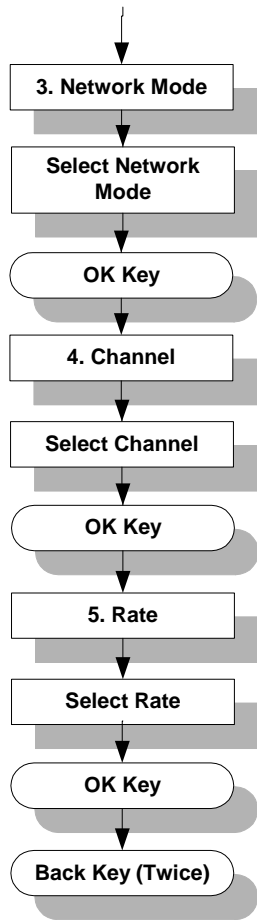 3. Network Mode
Select Network
Mode
OK Key
4. Channel
Select Channel
OK Key
5. Rate
Select Rate
OK Key
Back Key (Twice)